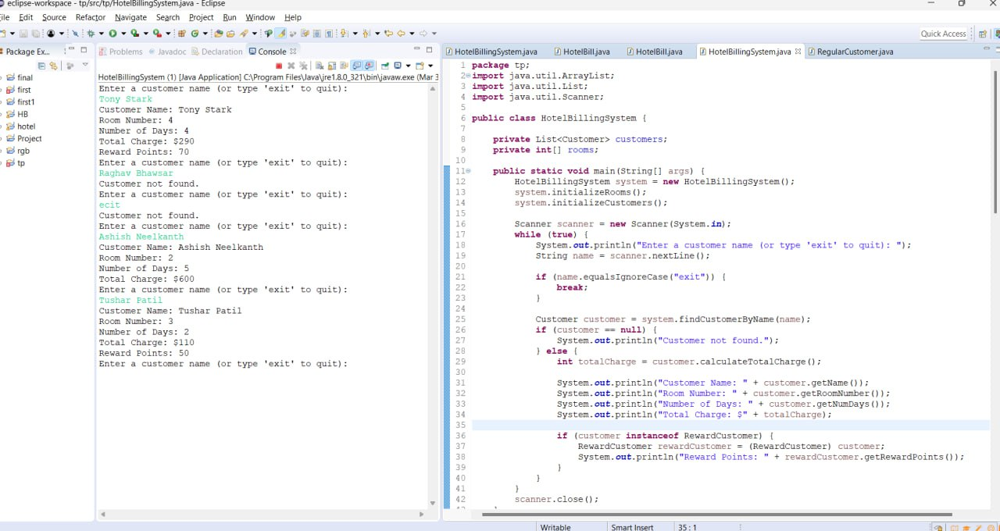 eclipse-workspace - tp/src/tp/HotelBillingSystem.java - Eclipse
ile Edit Source Refactor Navigate Search Project Run Window Help
Quick Access
Package Ex...
Problems Javadoc Declaration Console
HotelBillingSystem.java HotelBill.java HotelBill.java HotelBillingSystem.java RegularCustomer.java
final
first
first1
HB
hotel
Project
rgb
tp
HotelBillingSystem (1) [Java Application] C:\Program Files\Java\jre1.8.0_321\bin\javaw.exe (Mar 3
Enter a customer name (or type 'exit' to quit):
Tony Stark
Customer Name: Tony Stark
Room Number: 4
Number of Days: 4
Total Charge: $290
Reward Points: 70
Enter a customer name (or type 'exit' to quit):
Raghav Bhawsar
Customer not found.
Enter a customer name (or type 'exit' to quit):
ecit
Customer not found.
Enter a customer name (or type 'exit' to quit):
Ashish Neelkanth
Customer Name: Ashish Neelkanth
Room Number: 2
Number of Days: 5
Total Charge: $600
Enter a customer name (or type 'exit' to quit):
Tushar Patil
Customer Name: Tushar Patil
Room Number: 3
Number of Days: 2
Total Charge: $110
Reward Points: 50
Enter a customer name (or type 'exit' to quit):
1 package tp;
2 import java.util.ArrayList;
3 import java.util.List;
4 import java.util.Scanner;
5
6 public class HotelBillingSystem {
7
8 private List<Customer> customers;
9 private int[] rooms;
10
11 public static void main(String[] args) {
12 HotelBillingSystem system = new HotelBillingSystem();
13 system.initializeRooms();
14 system.initializeCustomers();
15
16 Scanner scanner = new Scanner(System.in);
17 while (true) {
18 System.out.println("Enter a customer name (or type 'exit' to quit): ");
19 String name = scanner.nextLine();
20
21 if (name.equalsIgnoreCase("exit")) {
22 break;
23 }
24
25 Customer customer = system.findCustomerByName(name);
26 if (customer == null) {
27 System.out.println("Customer not found.");
28 } else {
29 int totalCharge = customer.calculateTotalCharge();
30
31 System.out.println("Customer Name: " + customer.getName());
32 System.out.println("Room Number: " + customer.getRoomNumber());
33 System.out.println("Number of Days: " + customer.getNumDays());
34 System.out.println("Total Charge: $" + totalCharge);
35
36 if (customer instanceof RewardCustomer) {
37 RewardCustomer rewardCustomer = (RewardCustomer) customer;
38 System.out.println("Reward Points: " + rewardCustomer.getRewardPoints());
39 }
40 }
41 }
42 scanner.close();
Writable Smart Insert 35 : 1